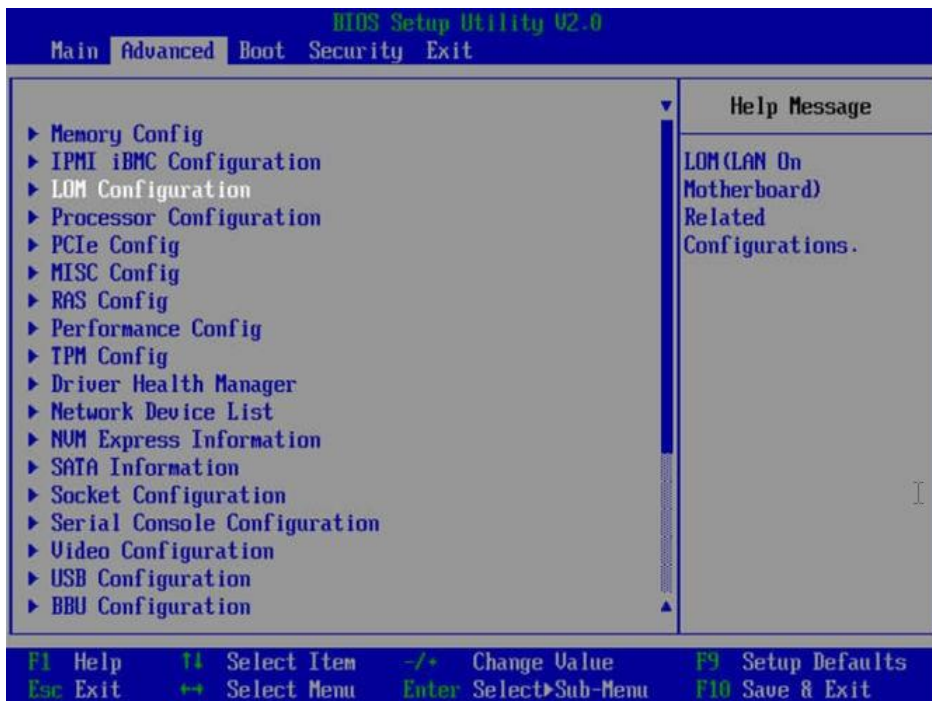 BIOS Setup Utility V2.0
Main Advanced Boot Security Exit
Help Message
▶ Memory Config
▶ IPMI iBMC Configuration
▶ LOM Configuration
▶ Processor Configuration
▶ PCIe Config
▶ MISC Config
▶ RAS Config
▶ Performance Config
▶ TPM Config
▶ Driver Health Manager
▶ Network Device List
▶ NVM Express Information
▶ SATA Information
▶ Socket Configuration
▶ Serial Console Configuration
▶ Video Configuration
▶ USB Configuration
▶ BBU Configuration
LOM(LAN On
Motherboard)
Related
Configurations.
F1 Help ↑↓ Select Item -/+ Change Value F9 Setup Defaults
Esc Exit ←→ Select Menu Enter Select▶Sub-Menu F10 Save & Exit